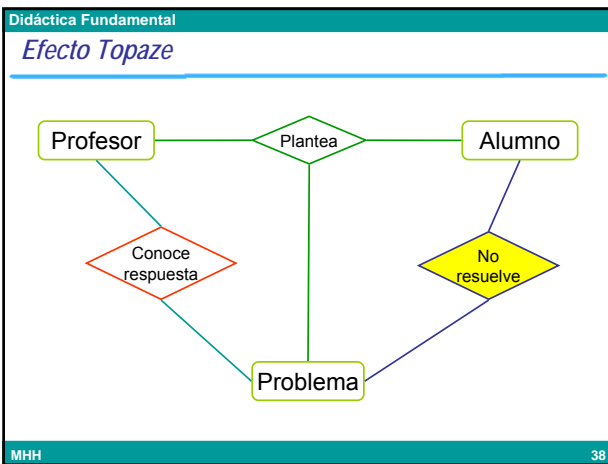 Didáctica Fundamental
Efecto Topaze
Profesor
Plantea
Alumno
Conoce
respuesta
No
resuelve
Problema
MHH
38